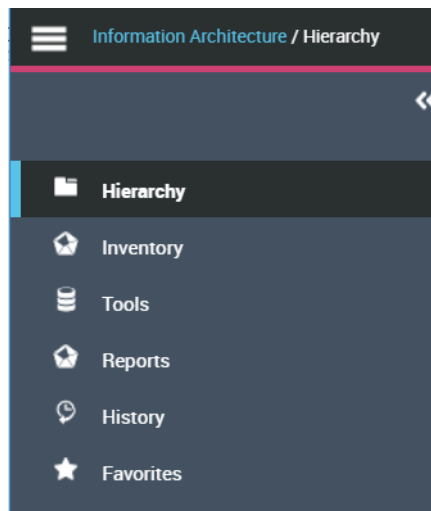 Information Architecture / Hierarchy
Hierarchy
Inventory
Tools
Reports
History
Favorites